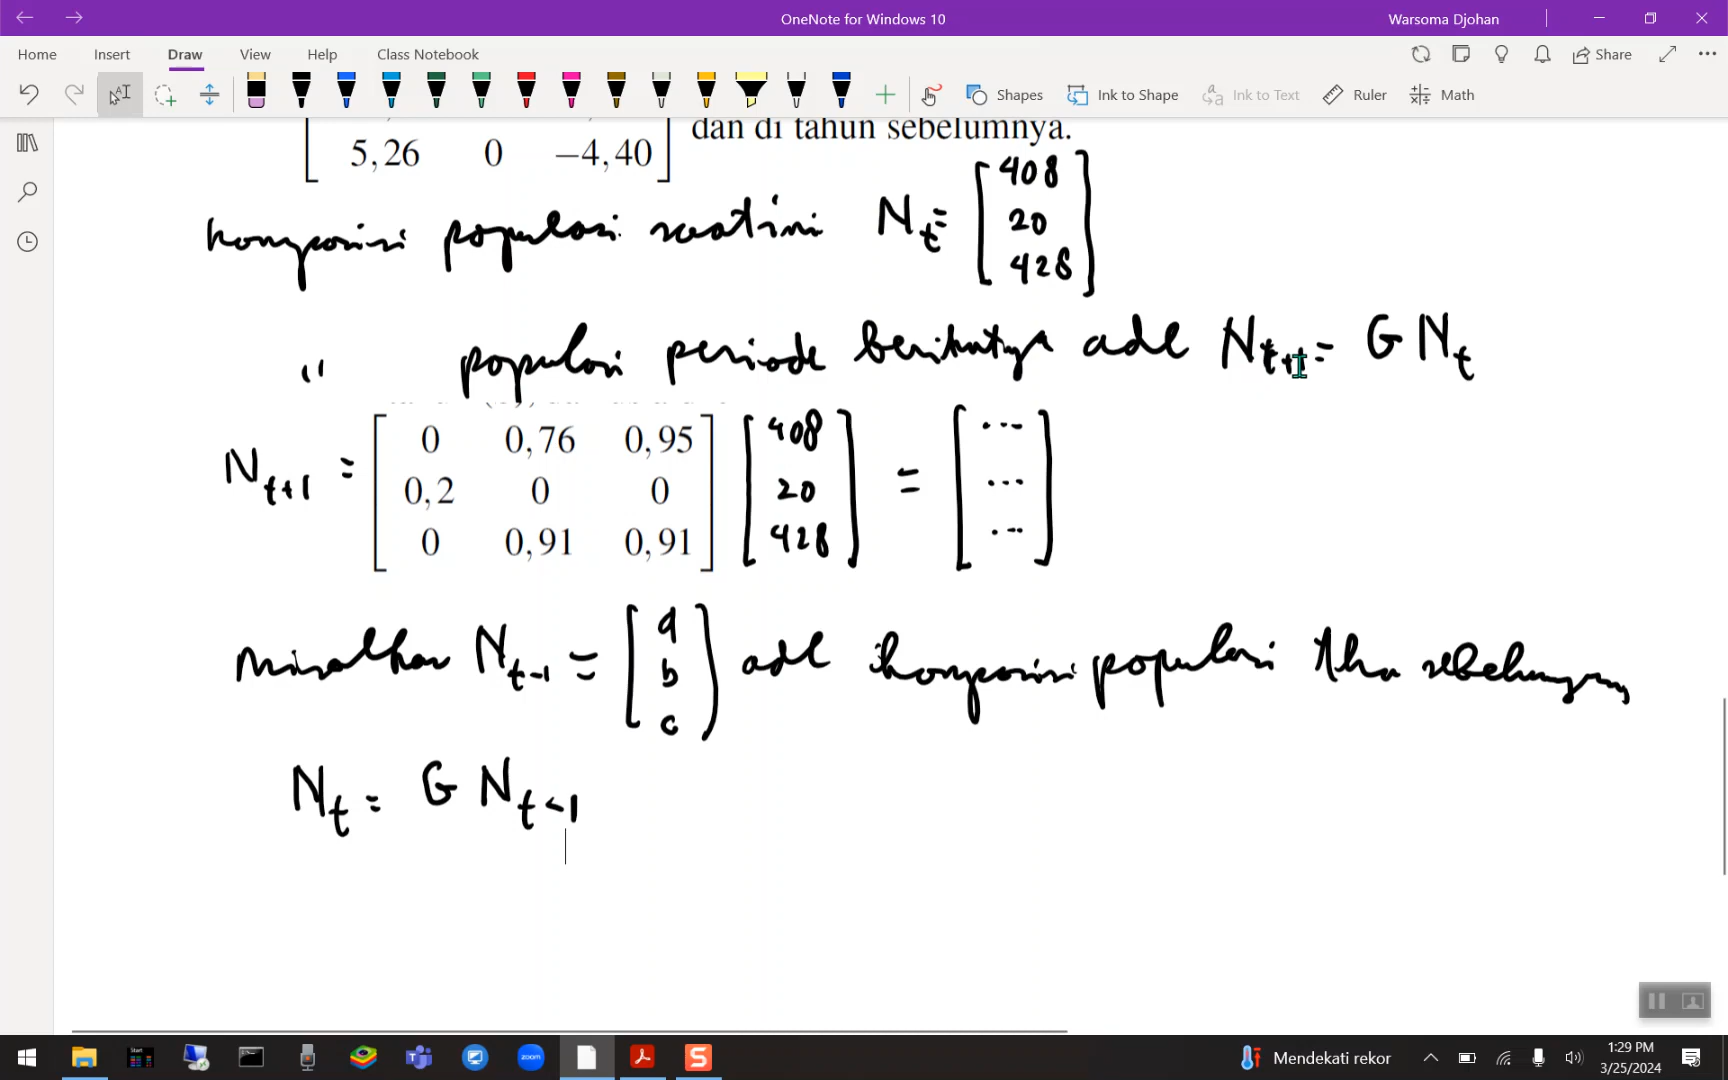 OneNote for Windows 10
Warsoma Djohan
Home Insert Draw View Help Class Notebook
Share
Shapes Ink to Shape Ink to Text Ruler Math
dan di tahun sebelumnya.
5,26 0 −4,40
komposisi populasi saat ini N_t = [408 20 428]
" populasi periode berikutnya adl N_{t+1} = G N_t
N_{t+1} = [0 0,76 0,95
0,2 0 0
0 0,91 0,91] [408 20 428] = [... ... ...]
misalkan N_{t-1} = [a b c] adl komposisi populasi thn sebelumnya
N_t = G N_{t-1}
Start
zoom
Mendekati rekor
1:29 PM
3/25/2024